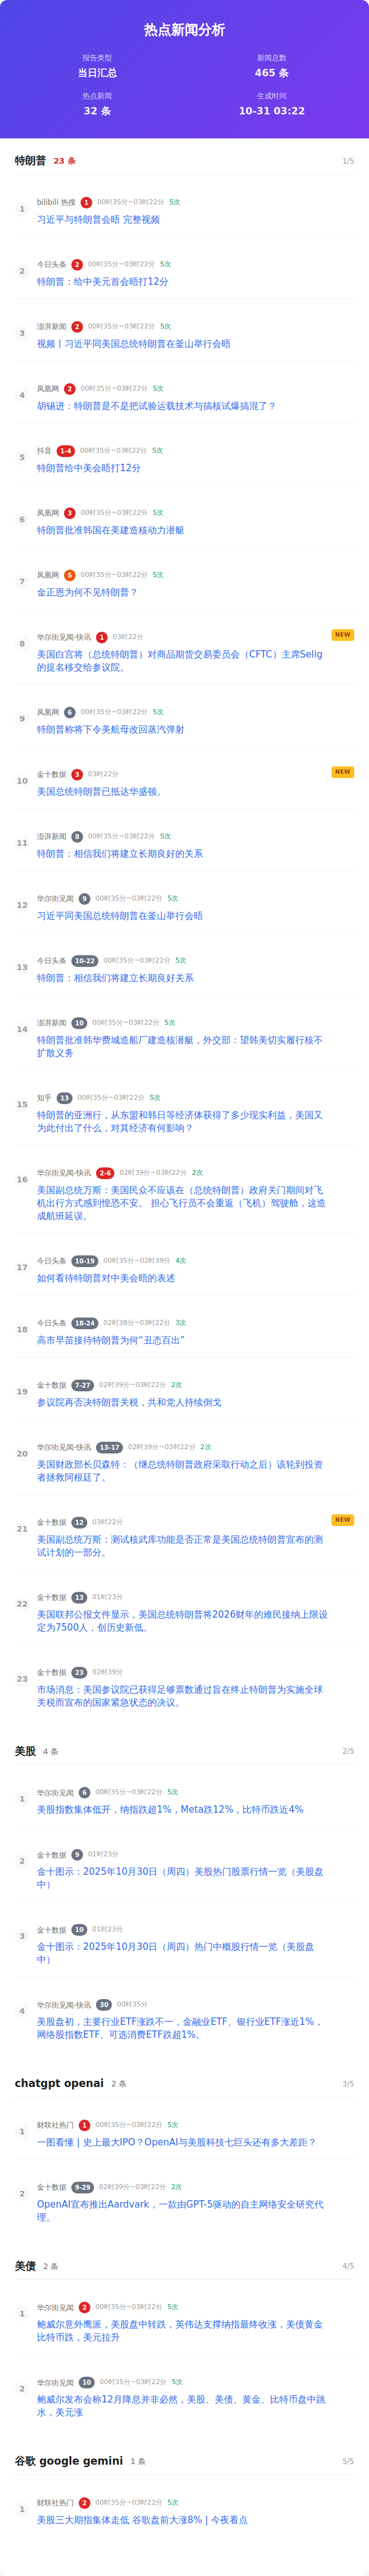 热点新闻分析
报告类型
当日汇总
新闻总数
465 条
热点新闻
32 条
生成时间
10-31 03:22
特朗普 23 条 1/5
1
bilibili 热搜 1 00时35分~03时22分 5次
习近平与特朗普会晤 完整视频
2
今日头条 2 00时35分~03时22分 5次
特朗普：给中美元首会晤打12分
3
澎湃新闻 2 00时35分~03时22分 5次
视频丨习近平同美国总统特朗普在釜山举行会晤
4
凤凰网 2 00时35分~03时22分 5次
胡锡进：特朗普是不是把试验运载技术与搞核试爆搞混了？
5
抖音 1-4 00时35分~03时22分 5次
特朗普给中美会晤打12分
6
凤凰网 3 00时35分~03时22分 5次
特朗普批准韩国在美建造核动力潜艇
7
凤凰网 5 00时35分~03时22分 5次
金正恩为何不见特朗普？
8
华尔街见闻-快讯 1 03时22分 NEW
美国白宫将（总统特朗普）对商品期货交易委员会（CFTC）主席Selig
的提名移交给参议院。
9
凤凰网 6 00时35分~03时22分 5次
特朗普称将下令美航母改回蒸汽弹射
10
金十数据 3 03时22分 NEW
美国总统特朗普已抵达华盛顿。
11
澎湃新闻 8 00时35分~03时22分 5次
特朗普：相信我们将建立长期良好的关系
12
华尔街见闻 9 00时35分~03时22分 5次
习近平同美国总统特朗普在釜山举行会晤
13
今日头条 10-22 00时35分~03时22分 5次
特朗普：相信我们将建立长期良好关系
14
澎湃新闻 10 00时35分~03时22分 5次
特朗普批准韩华费城造船厂建造核潜艇，外交部：望韩美切实履行核不
扩散义务
15
知乎 13 00时35分~03时22分 5次
特朗普的亚洲行，从东盟和韩日等经济体获得了多少现实利益，美国又
为此付出了什么，对其经济有何影响？
16
华尔街见闻-快讯 2-6 02时39分~03时22分 2次
美国副总统万斯：美国民众不应该在（总统特朗普）政府关门期间对飞
机出行方式感到惶恐不安。 担心飞行员不会重返（飞机）驾驶舱，这造
成航班延误。
17
今日头条 10-19 00时35分~02时39分 4次
如何看待特朗普对中美会晤的表述
18
今日头条 18-24 02时38分~03时22分 3次
高市早苗接待特朗普为何“丑态百出”
19
金十数据 7-27 02时39分~03时22分 2次
参议院再否决特朗普关税，共和党人持续倒戈
20
华尔街见闻-快讯 13-17 02时39分~03时22分 2次
美国财政部长贝森特：（继总统特朗普政府采取行动之后）该轮到投资
者拯救阿根廷了。
21
金十数据 12 03时22分 NEW
美国副总统万斯：测试核武库功能是否正常是美国总统特朗普宣布的测
试计划的一部分。
22
金十数据 13 01时23分
美国联邦公报文件显示，美国总统特朗普将2026财年的难民接纳上限设
定为7500人，创历史新低。
23
金十数据 23 02时39分
市场消息：美国参议院已获得足够票数通过旨在终止特朗普为实施全球
关税而宣布的国家紧急状态的决议。
美股 4 条 2/5
1
华尔街见闻 6 00时35分~03时22分 5次
美股指数集体低开，纳指跌超1%，Meta跌12%，比特币跌近4%
2
金十数据 9 01时23分
金十图示：2025年10月30日（周四）美股热门股票行情一览（美股盘
中）
3
金十数据 10 01时23分
金十图示：2025年10月30日（周四）热门中概股行情一览（美股盘
中）
4
华尔街见闻-快讯 30 00时35分
美股盘初，主要行业ETF涨跌不一，金融业ETF、银行业ETF涨近1%，
网络股指数ETF、可选消费ETF跌超1%。
chatgpt openai 2 条 3/5
1
财联社热门 1 00时35分~03时22分 5次
一图看懂 | 史上最大IPO？OpenAI与美股科技七巨头还有多大差距？
2
金十数据 9-29 02时39分~03时22分 2次
OpenAI宣布推出Aardvark，一款由GPT-5驱动的自主网络安全研究代
理。
美债 2 条 4/5
1
华尔街见闻 2 00时35分~03时22分 5次
鲍威尔意外鹰派，美股盘中转跌，英伟达支撑纳指最终收涨，美债黄金
比特币跌，美元拉升
2
华尔街见闻 10 00时35分~03时22分 5次
鲍威尔发布会称12月降息并非必然，美股、美债、黄金、比特币盘中跳
水，美元涨
谷歌 google gemini 1 条 5/5
1
财联社热门 2 00时35分~03时22分 5次
美股三大期指集体走低 谷歌盘前大涨8% | 今夜看点